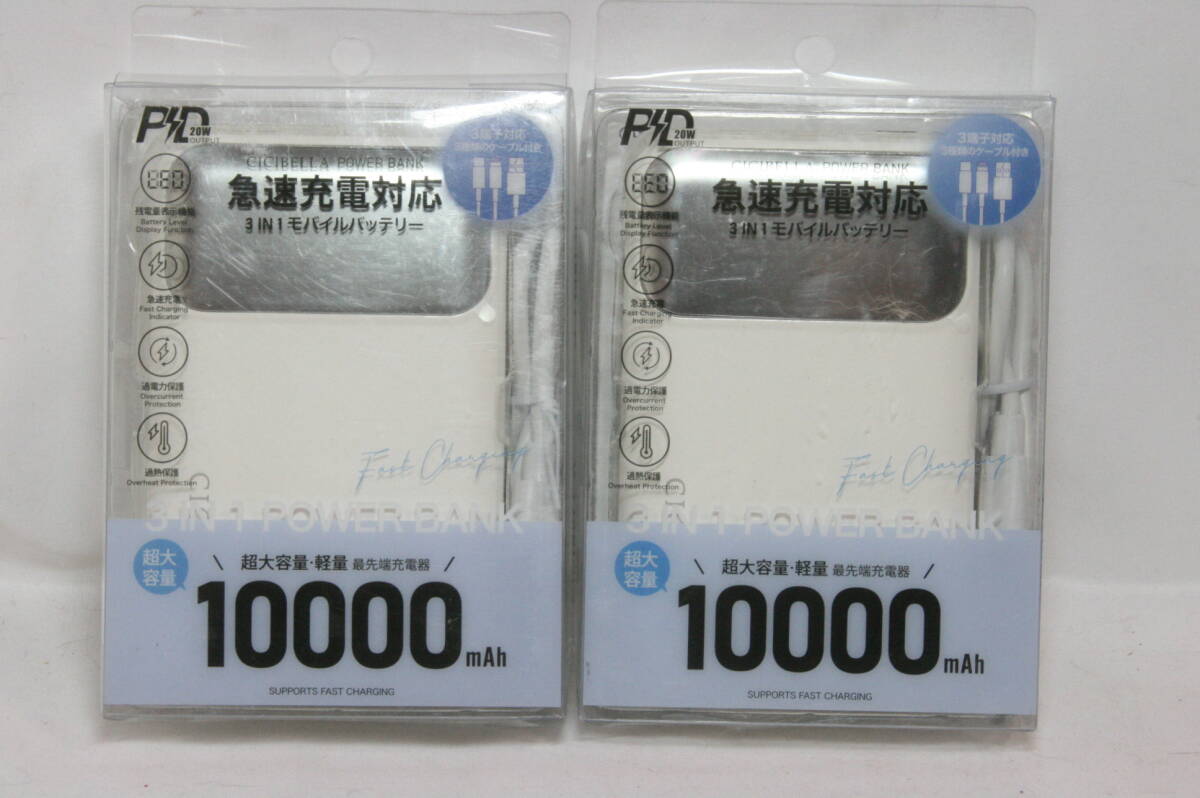 PD
20W
OUTPUT
3端子対応
3種類のケーブル付き
CICIBELLA POWER BANK
急速充電対応
3 IN 1 モバイルバッテリー
残電量表示機能
Battery Level
Display Function
急速充電
Fast Charging
Indicator
過電力保護
Overcurrent
Protection
過熱保護
Overheat Protection
Fast Charging
3 IN 1 POWER BANK
超大
容量
\ 超大容量·軽量 最先端充電器 /
10000mAh
SUPPORTS FAST CHARGING
PD
20W
OUTPUT
3端子対応
3種類のケーブル付き
CICIBELLA POWER BANK
急速充電対応
3 IN 1 モバイルバッテリー
残電量表示機能
Battery Level
Display Function
急速充電
Fast Charging
Indicator
過電力保護
Overcurrent
Protection
過熱保護
Overheat Protection
Fast Charging
3 IN 1 POWER BANK
超大
容量
\ 超大容量·軽量 最先端充電器 /
10000mAh
SUPPORTS FAST CHARGING